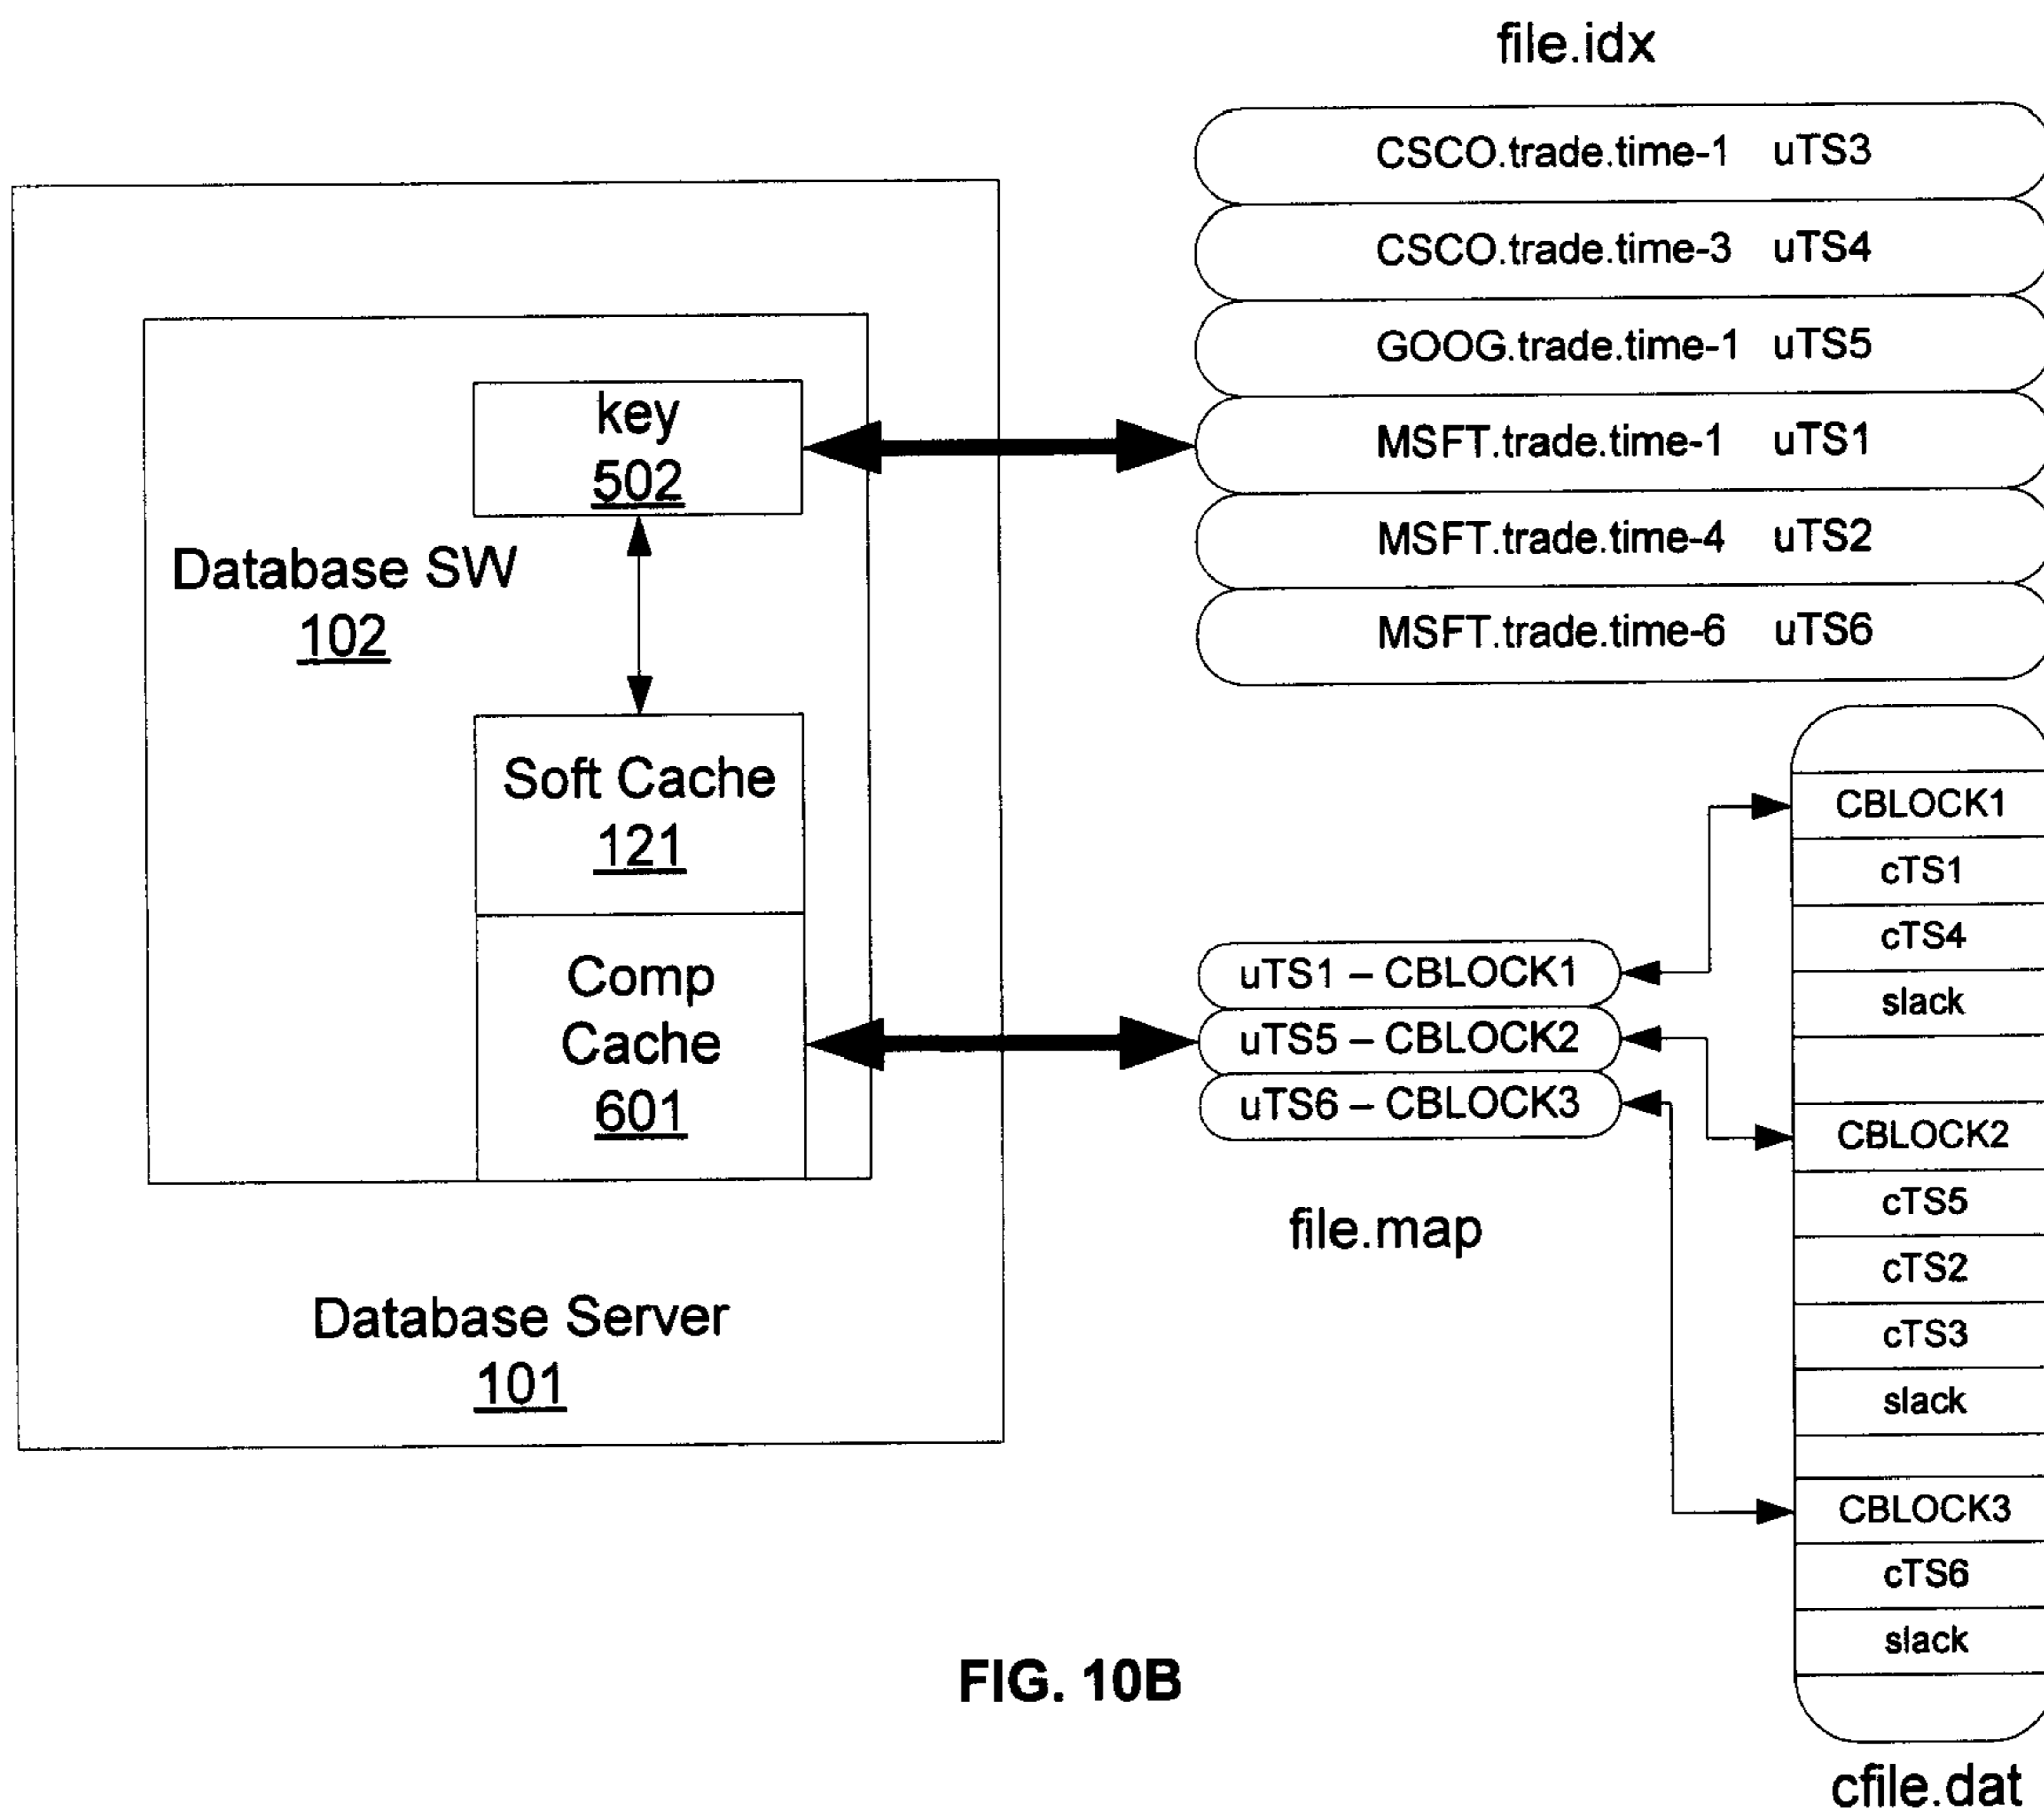 file.idx
CSCO.trade.time-1 uTS3
CSCO.trade.time-3 uTS4
GOOG.trade.time-1 uTS5
MSFT.trade.time-1 uTS1
MSFT.trade.time-4 uTS2
MSFT.trade.time-6 uTS6
key
502
Database SW
102
Soft Cache
121
Comp
Cache
601
Database Server
101
uTS1 – CBLOCK1
uTS5 – CBLOCK2
uTS6 – CBLOCK3
file.map
CBLOCK1
cTS1
cTS4
slack
CBLOCK2
cTS5
cTS2
cTS3
slack
CBLOCK3
cTS6
slack
cfile.dat
FIG. 10B